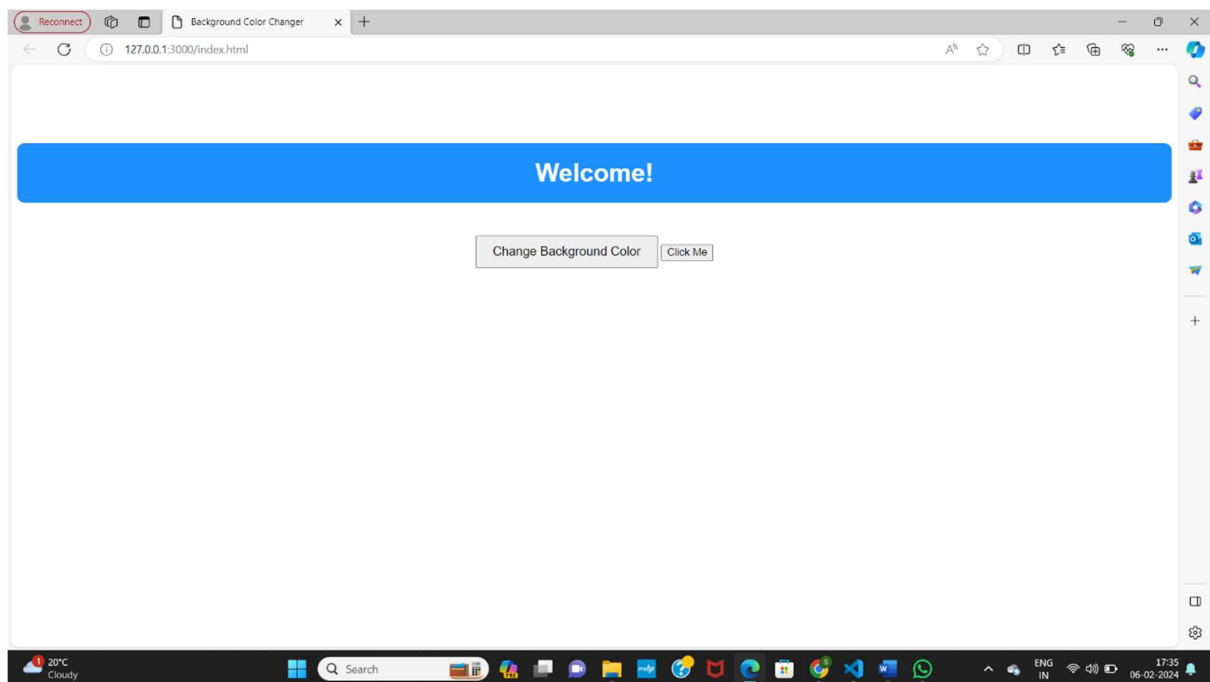 Reconnect
Background Color Changer
127.0.0.1:3000/index.html
Welcome!
Change Background Color
Click Me
1
20°C
Cloudy
Search
ENG
IN
17:35
06-02-2024